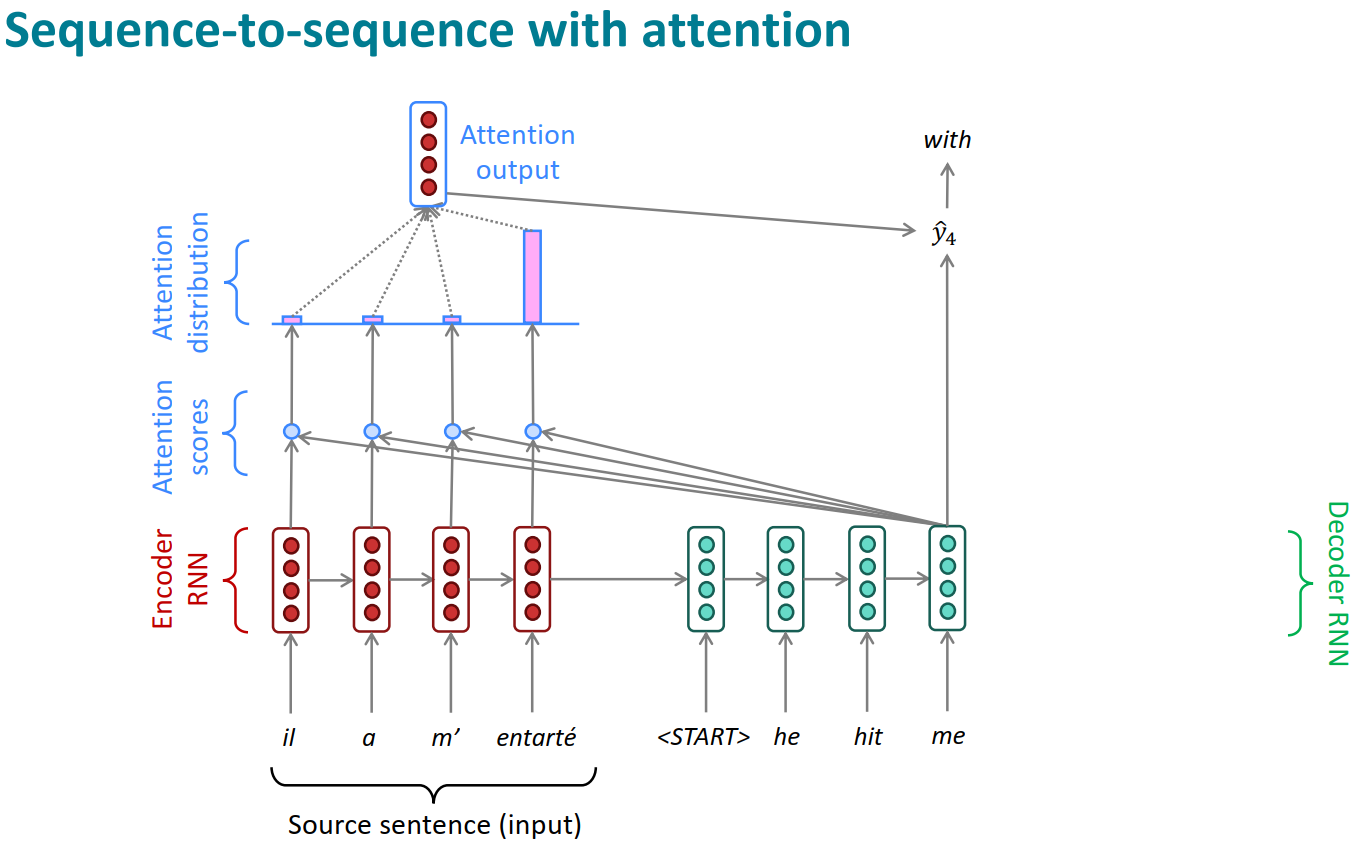 Sequence-to-sequence with attention
Attention
output
with
ŷ₄
Attention
distribution
Attention
scores
Encoder
RNN
Decoder RNN
il a m’ entarté <START> he hit me
Source sentence (input)